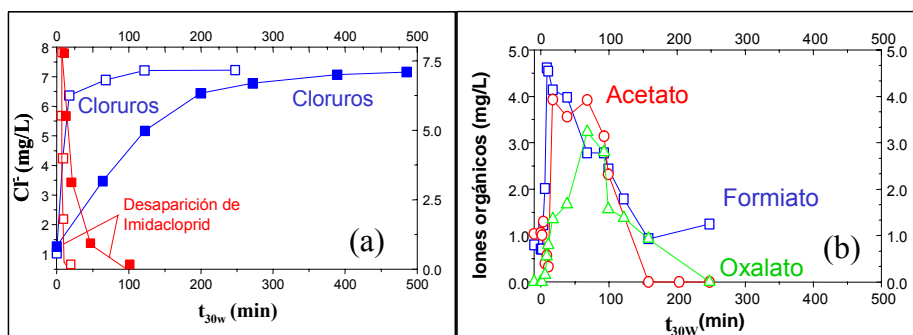 0 100 200 300 400 500
8
7
6
5
4
3
2
1
7.5
5.0
2.5
0.0
Cl⁻ (mg/L)
Cloruros
Cloruros
Desaparición de
Imidacloprid
(a)
0 100 200 300 400 500
t30w (min)
0 100 200 300 400 500
5.0
4.0
3.0
2.0
1.0
0.0
5.0
4.0
3.0
2.0
1.0
0.0
Iones orgánicos (mg/L)
Acetato
Formiato
Oxalato
(b)
0 100 200 300 400 500
t30W (min)